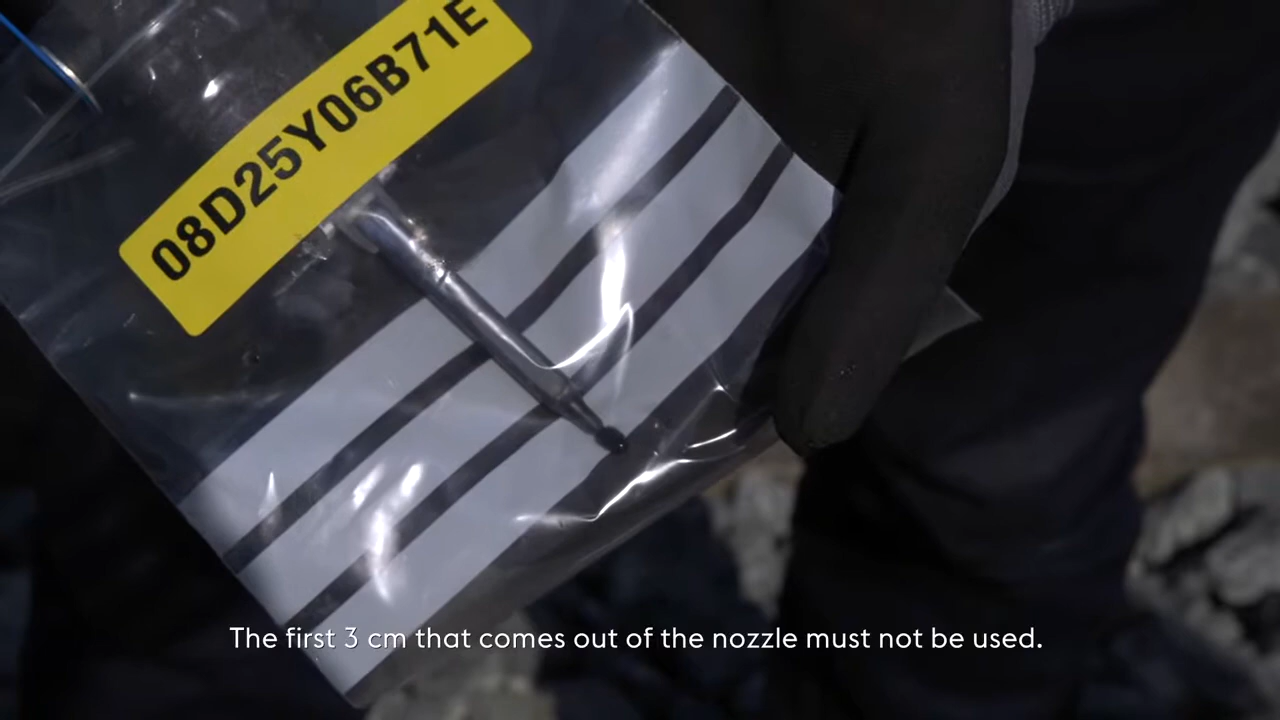 08D25Y06B71E
The first 3 cm that comes out of the nozzle must not be used.